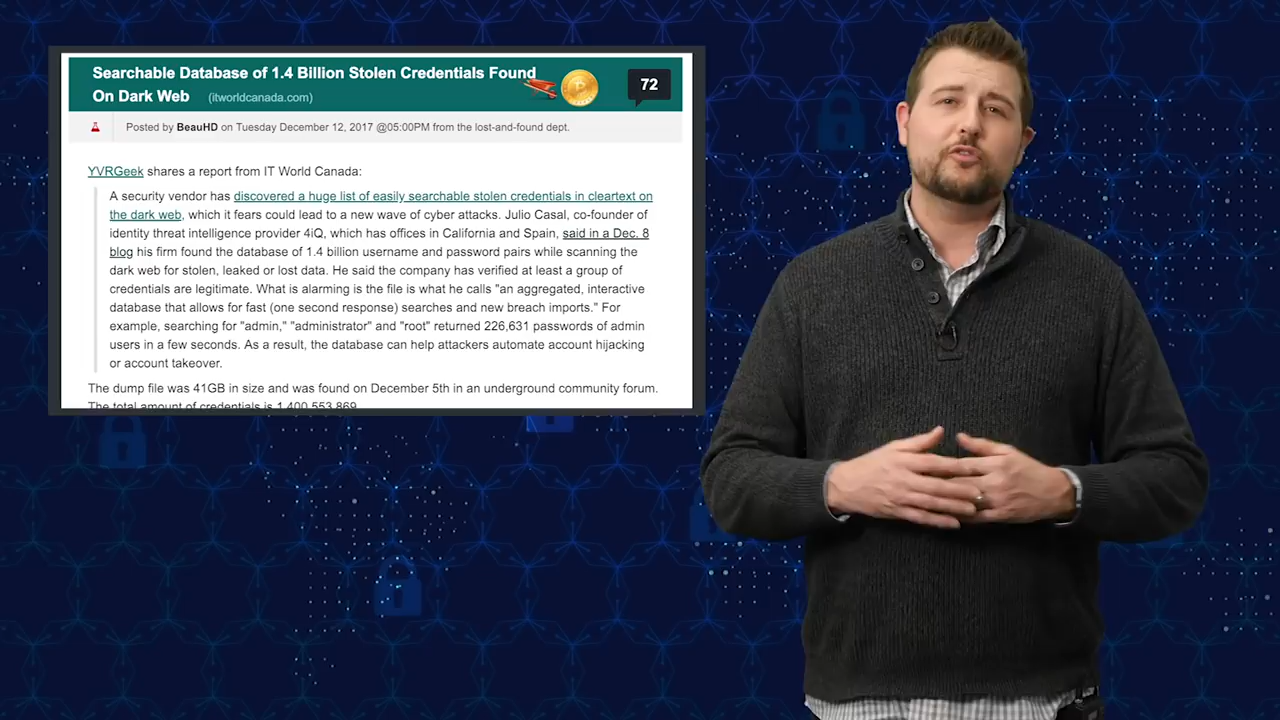 Searchable Database of 1.4 Billion Stolen Credentials Found
On Dark Web (itworldcanada.com)
72
Posted by BeauHD on Tuesday December 12, 2017 @05:00PM from the lost-and-found dept.
YVRGeek shares a report from IT World Canada:
A security vendor has discovered a huge list of easily searchable stolen credentials in cleartext on
the dark web, which it fears could lead to a new wave of cyber attacks. Julio Casal, co-founder of
identity threat intelligence provider 4iQ, which has offices in California and Spain, said in a Dec. 8
blog his firm found the database of 1.4 billion username and password pairs while scanning the
dark web for stolen, leaked or lost data. He said the company has verified at least a group of
credentials are legitimate. What is alarming is the file is what he calls "an aggregated, interactive
database that allows for fast (one second response) searches and new breach imports." For
example, searching for "admin," "administrator" and "root" returned 226,631 passwords of admin
users in a few seconds. As a result, the database can help attackers automate account hijacking
or account takeover.
The dump file was 41GB in size and was found on December 5th in an underground community forum.
The total amount of credentials is 1,400,553,869